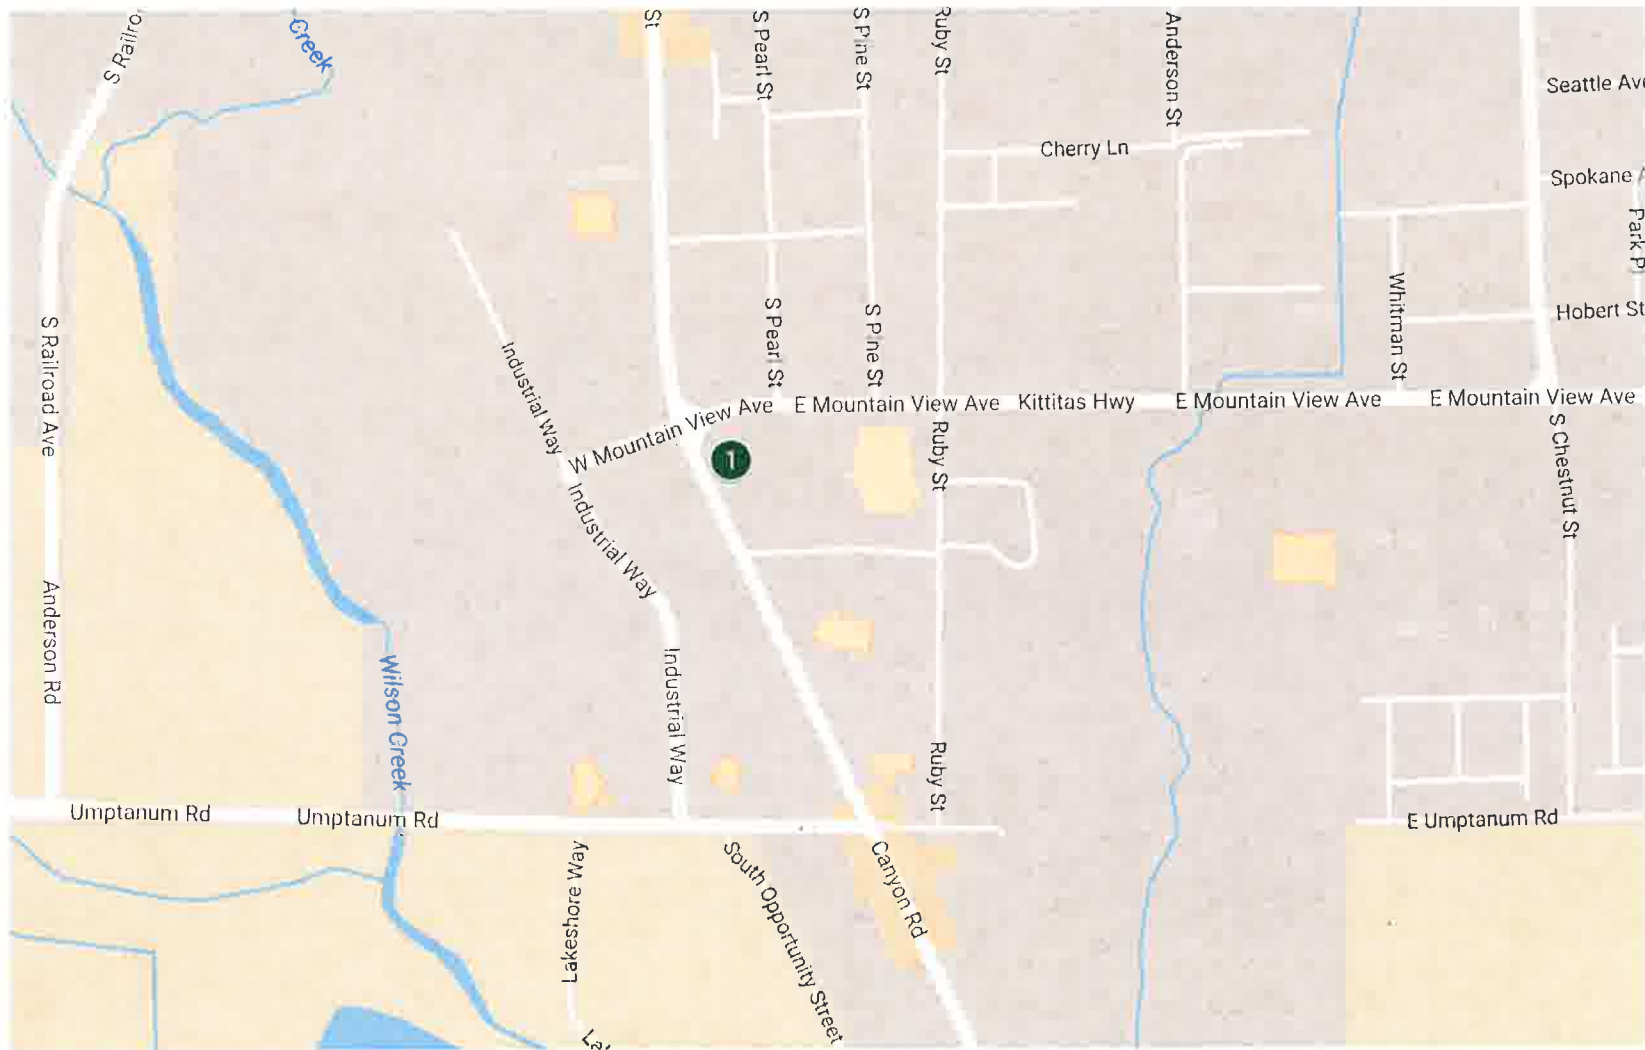 S Railro
Creek
St
S Pearl St
S Pine St
Ruby St
Anderson St
Seattle Ave
Cherry Ln
Spokane A
Park Pl
Whitman St
Hobert St
S Pearl St
S Pine St
S Railroad Ave
Industrial Way
E Mountain View Ave
Kittitas Hwy
E Mountain View Ave
E Mountain View Ave
W Mountain View Ave
1
Ruby St
S Chestnut St
Industrial Way
Anderson Rd
Wilson Creek
Industrial Way
Ruby St
Umptanum Rd
Umptanum Rd
E Umptanum Rd
Lakeshore Way
South Opportunity Street
Canyon Rd